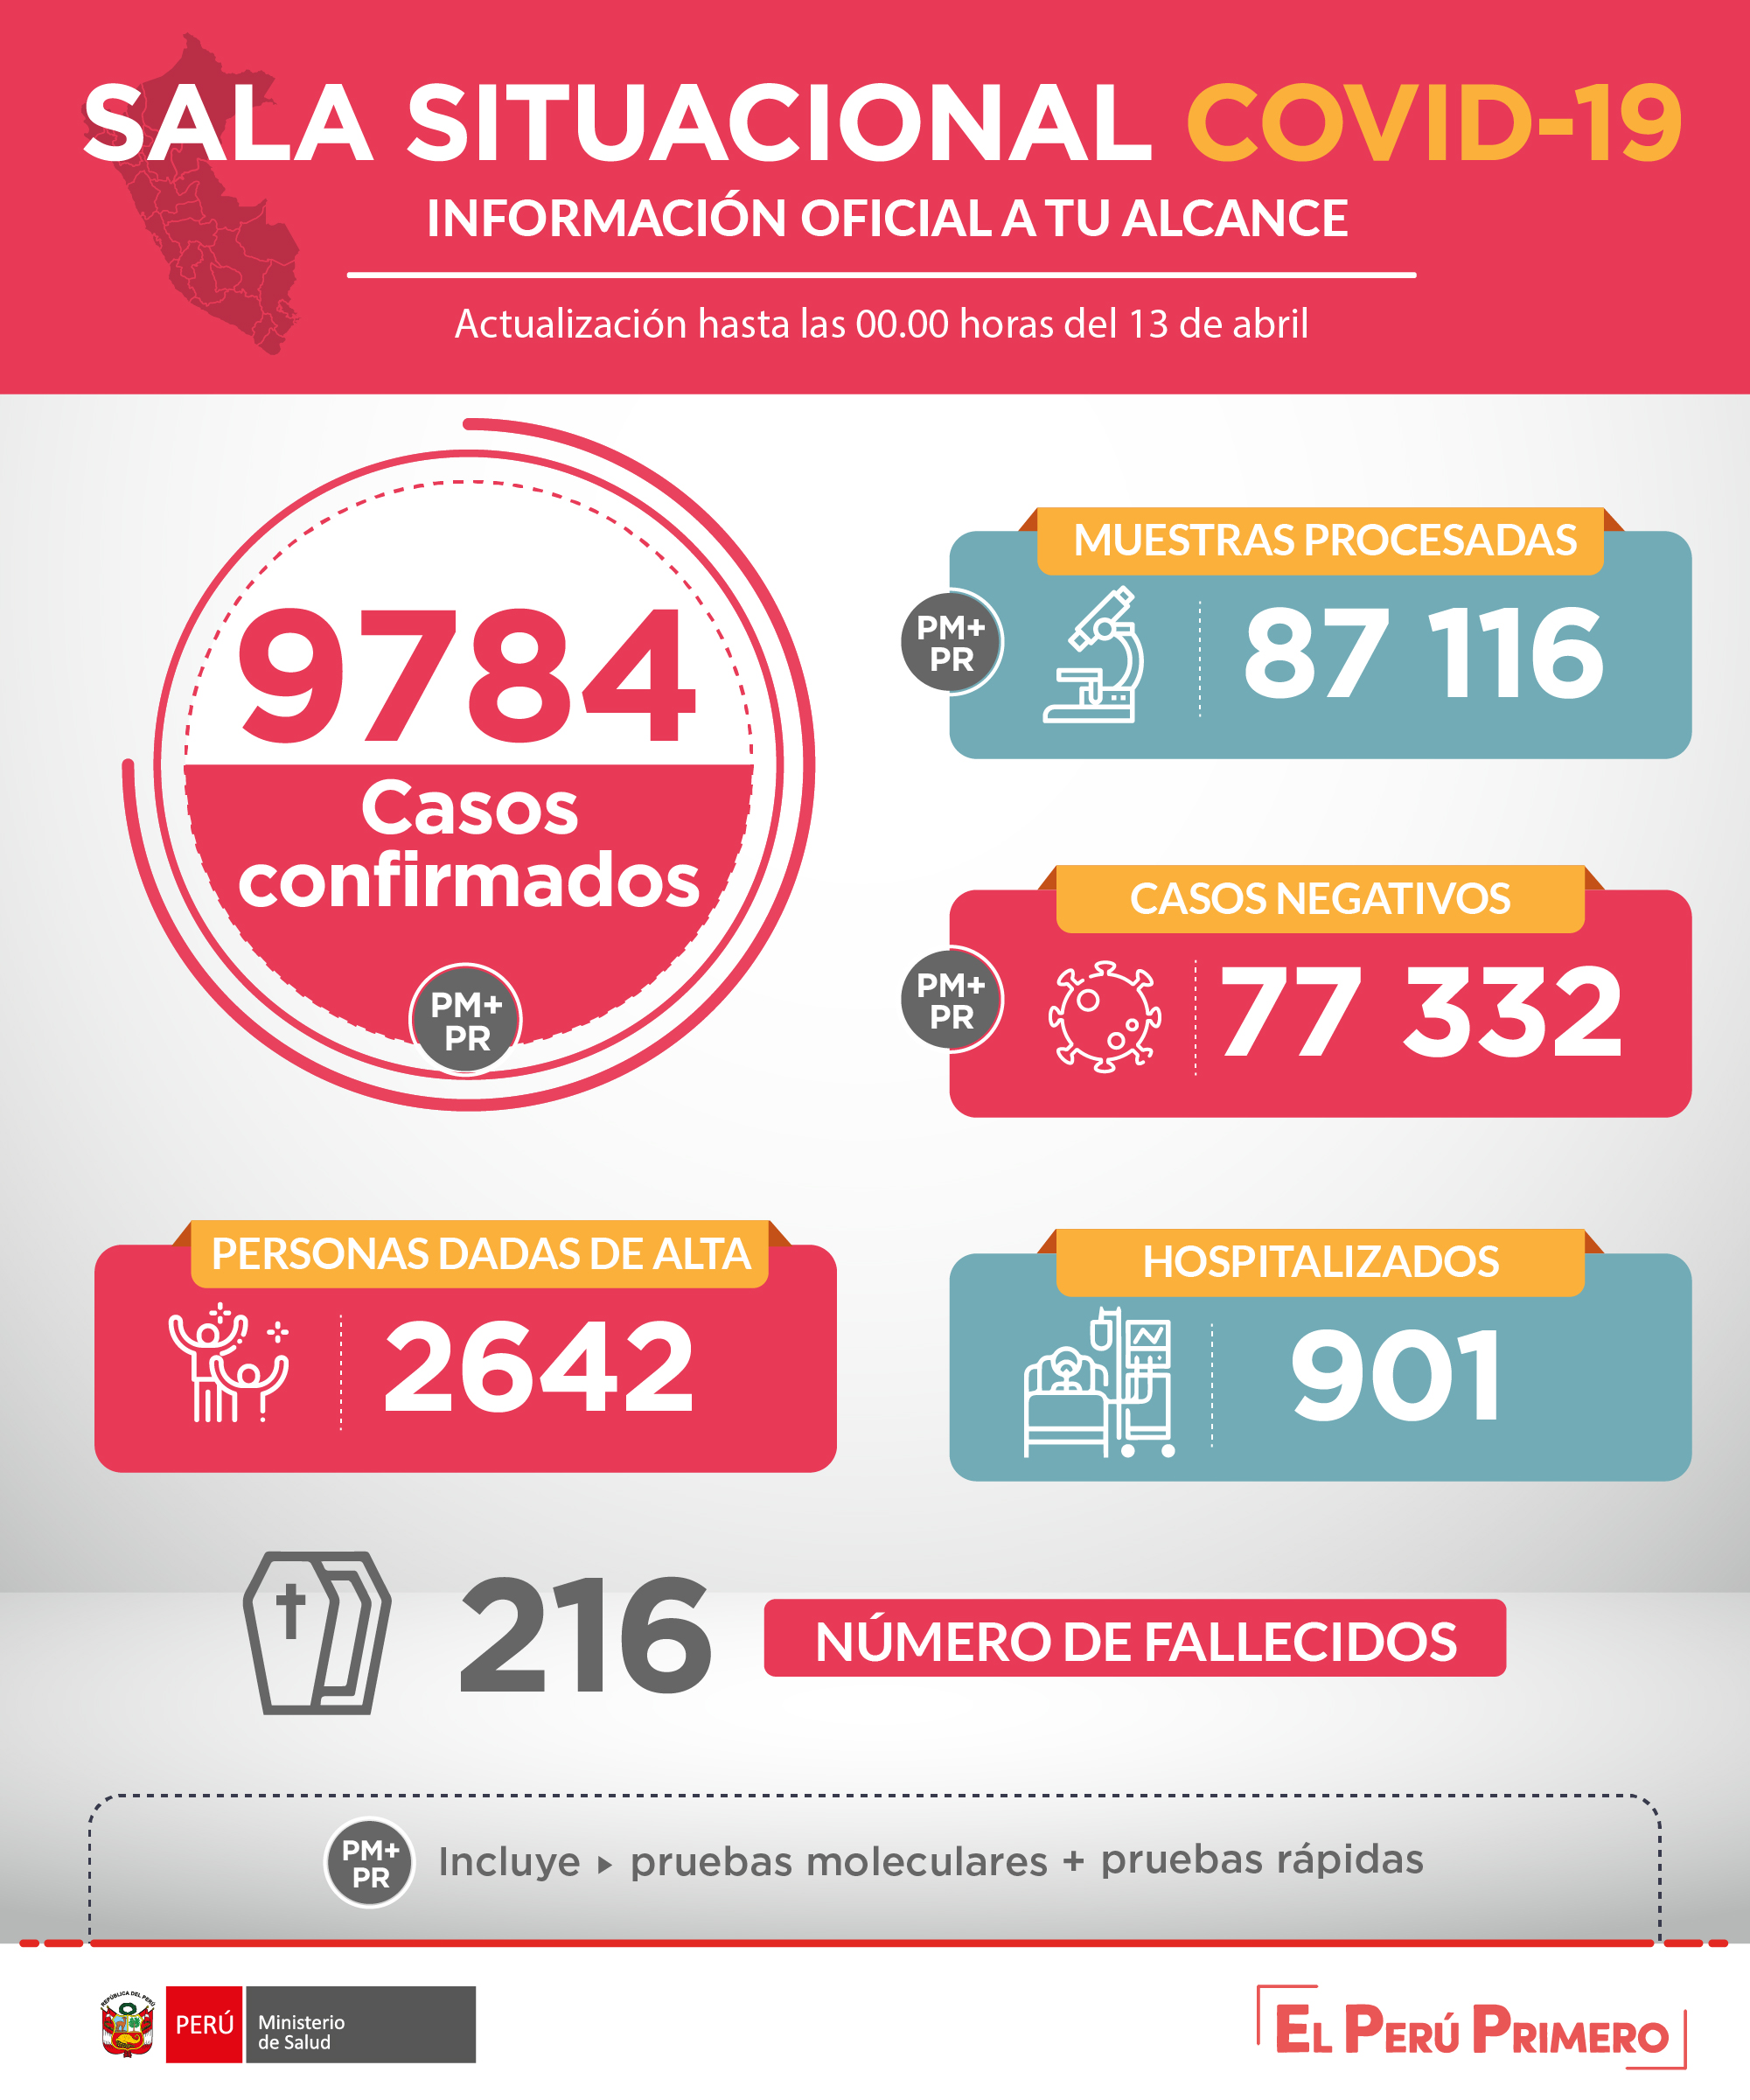 SALA SITUACIONAL COVID-19
INFORMACIÓN OFICIAL A TU ALCANCE
Actualización hasta las 00.00 horas del 13 de abril
9784
Casos
confirmados
PM+
PR
MUESTRAS PROCESADAS
PM+
PR
87 116
CASOS NEGATIVOS
PM+
PR
77 332
PERSONAS DADAS DE ALTA
2642
HOSPITALIZADOS
901
216
NÚMERO DE FALLECIDOS
PM+
PR
Incluye ▸ pruebas moleculares + pruebas rápidas
REPÚBLICA DEL PERÚ
PERÚ
Ministerio
de Salud
EL PERÚ PRIMERO